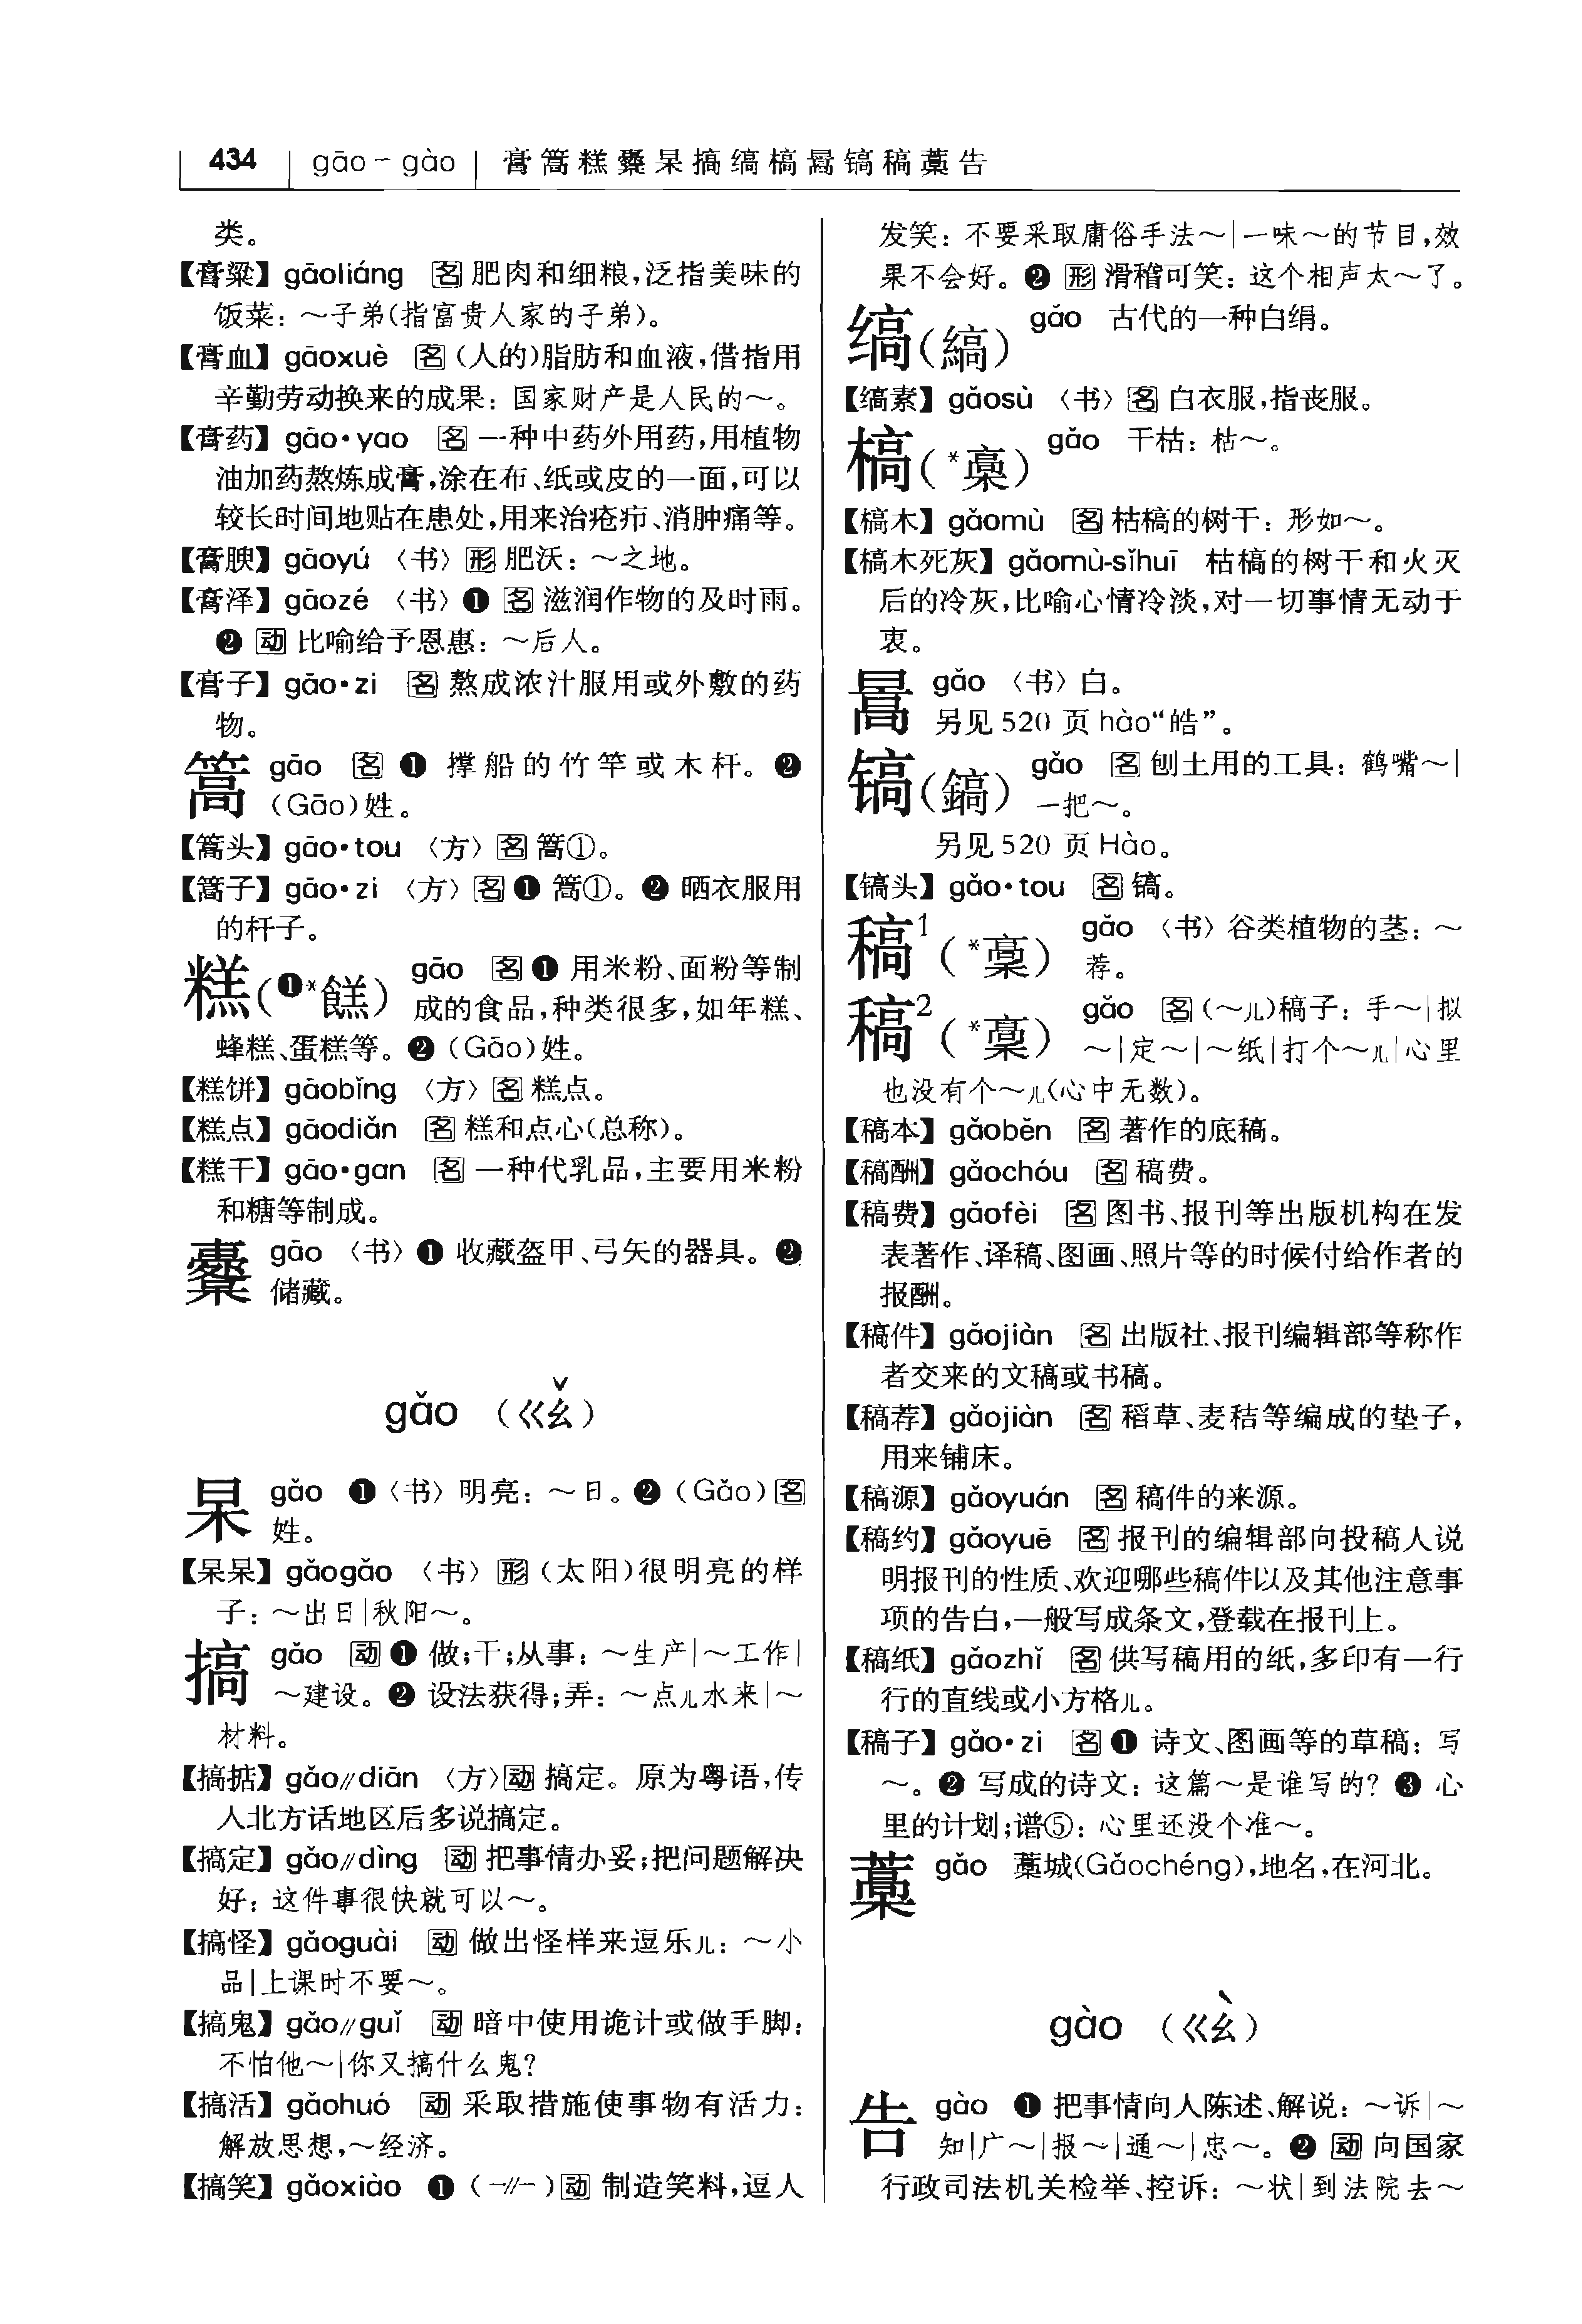 434 gāo－gào 膏篙糕櫜杲搞缟槁暠镐稿藁告
类。
【膏粱】gāoliáng 名 肥肉和细粮，泛指美味的
饭菜：～子弟（指富贵人家的子弟）。
【膏血】gāoxuè 名（人的）脂肪和血液，借指用
辛勤劳动换来的成果：国家财产是人民的～。
【膏药】gāo·yao 名 一种中药外用药，用植物
油加药熬炼成膏，涂在布、纸或皮的一面，可以
较长时间地贴在患处，用来治疮疖、消肿痛等。
【膏腴】gāoyú〈书〉形 肥沃：～之地。
【膏泽】gāozé〈书〉❶ 名 滋润作物的及时雨。
❷ 动 比喻给予恩惠：～后人。
【膏子】gāo·zi 名 熬成浓汁服用或外敷的药
物。
篙 gāo 名 ❶ 撑船的竹竿或木杆。❷
（Gāo）姓。
【篙头】gāo·tou〈方〉名 篙①。
【篙子】gāo·zi〈方〉名 ❶ 篙①。❷ 晒衣服用
的杆子。
糕（❶*餻） gāo 名 ❶ 用米粉、面粉等制
成的食品，种类很多，如年糕、
蜂糕、蛋糕等。❷（Gāo）姓。
【糕饼】gāobǐng〈方〉名 糕点。
【糕点】gāodiǎn 名 糕和点心（总称）。
【糕干】gāo·gan 名 一种代乳品，主要用米粉
和糖等制成。
櫜 gāo〈书〉❶ 收藏盔甲、弓矢的器具。❷
储藏。
gǎo （ㄍㄠˇ）
杲 gǎo ❶〈书〉明亮：～日。❷（Gǎo）名
姓。
【杲杲】gǎogǎo〈书〉形（太阳）很明亮的样
子：～出日|秋阳～。
搞 gǎo 动 ❶ 做；干；从事：～生产|～工作|
～建设。❷ 设法获得；弄：～点儿水来|～
材料。
【搞掂】gǎo∥diān〈方〉动 搞定。原为粤语，传
入北方话地区后多说搞定。
【搞定】gǎo∥dìng 动 把事情办妥；把问题解决
好：这件事很快就可以～。
【搞怪】gǎoguài 动 做出怪样来逗乐儿：～小
品|上课时不要～。
【搞鬼】gǎo∥guǐ 动 暗中使用诡计或做手脚：
不怕他～|你又搞什么鬼？
【搞活】gǎohuó 动 采取措施使事物有活力：
解放思想，～经济。
【搞笑】gǎoxiào ❶（－∥－）动 制造笑料，逗人
发笑：不要采取庸俗手法～|一味～的节目，效
果不会好。❷ 形 滑稽可笑：这个相声太～了。
缟（縞） gǎo 古代的一种白绢。
【缟素】gǎosù〈书〉名 白衣服，指丧服。
槁（*槀） gǎo 干枯：枯～。
【槁木】gǎomù 名 枯槁的树干：形如～。
【槁木死灰】gǎomù-sǐhuī 枯槁的树干和火灭
后的冷灰，比喻心情冷淡，对一切事情无动于
衷。
暠 gǎo〈书〉白。
另见520页hào“皓”。
镐（鎬） gǎo 名 刨土用的工具：鹤嘴～|
一把～。
另见520页Hào。
【镐头】gǎo·tou 名 镐。
稿¹（*稾） gǎo〈书〉谷类植物的茎：～
荐。
稿²（*稾） gǎo 名（～儿）稿子：手～|拟
～|定～|～纸|打个～儿|心里
也没有个～儿（心中无数）。
【稿本】gǎoběn 名 著作的底稿。
【稿酬】gǎochóu 名 稿费。
【稿费】gǎofèi 名 图书、报刊等出版机构在发
表著作、译稿、图画、照片等的时候付给作者的
报酬。
【稿件】gǎojiàn 名 出版社、报刊编辑部等称作
者交来的文稿或书稿。
【稿荐】gǎojiàn 名 稻草、麦秸等编成的垫子，
用来铺床。
【稿源】gǎoyuán 名 稿件的来源。
【稿约】gǎoyuē 名 报刊的编辑部向投稿人说
明报刊的性质、欢迎哪些稿件以及其他注意事
项的告白，一般写成条文，登载在报刊上。
【稿纸】gǎozhǐ 名 供写稿用的纸，多印有一行
行的直线或小方格儿。
【稿子】gǎo·zi 名 ❶ 诗文、图画等的草稿：写
～。❷ 写成的诗文：这篇～是谁写的？❸ 心
里的计划；谱⑤：心里还没个准～。
藁 gǎo 藁城（Gǎochéng），地名，在河北。
gào （ㄍㄠˋ）
告 gào ❶ 把事情向人陈述、解说：～诉|～
知|广～|报～|通～|忠～。❷ 动 向国家
行政司法机关检举、控诉：～状|到法院去～